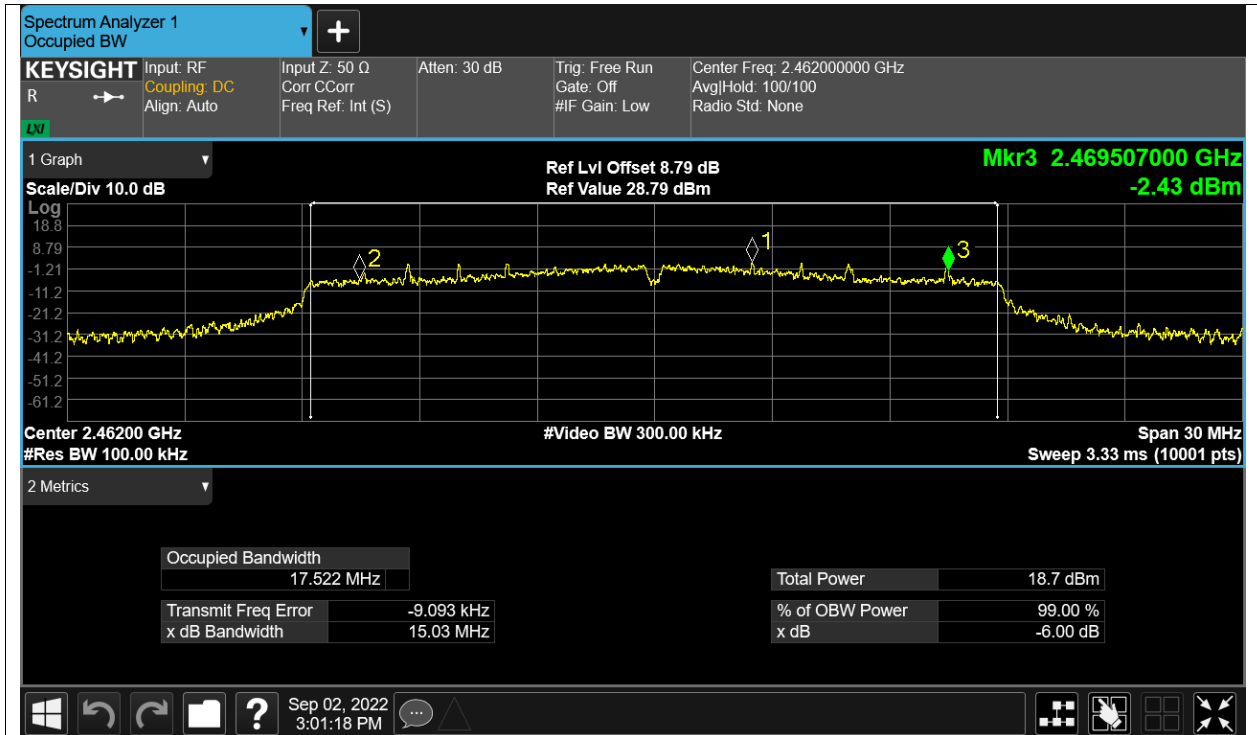 Spectrum Analyzer 1
Occupied BW
+
KEYSIGHT
R
LXI
Input: RF
Coupling: DC
Align: Auto
Input Z: 50 Ω
Corr CCorr
Freq Ref: Int (S)
Atten: 30 dB
Trig: Free Run
Gate: Off
#IF Gain: Low
Center Freq: 2.462000000 GHz
Avg|Hold: 100/100
Radio Std: None
1 Graph
Scale/Div 10.0 dB
Ref Lvl Offset 8.79 dB
Ref Value 28.79 dBm
Mkr3 2.469507000 GHz
-2.43 dBm
Log
18.8
8.79
-1.21
-11.2
-21.2
-31.2
-41.2
-51.2
-61.2
2
1
3
Center 2.46200 GHz
#Res BW 100.00 kHz
#Video BW 300.00 kHz
Span 30 MHz
Sweep 3.33 ms (10001 pts)
2 Metrics
Occupied Bandwidth
17.522 MHz
Transmit Freq Error -9.093 kHz
x dB Bandwidth 15.03 MHz
Total Power 18.7 dBm
% of OBW Power 99.00 %
x dB -6.00 dB
?
Sep 02, 2022
3:01:18 PM